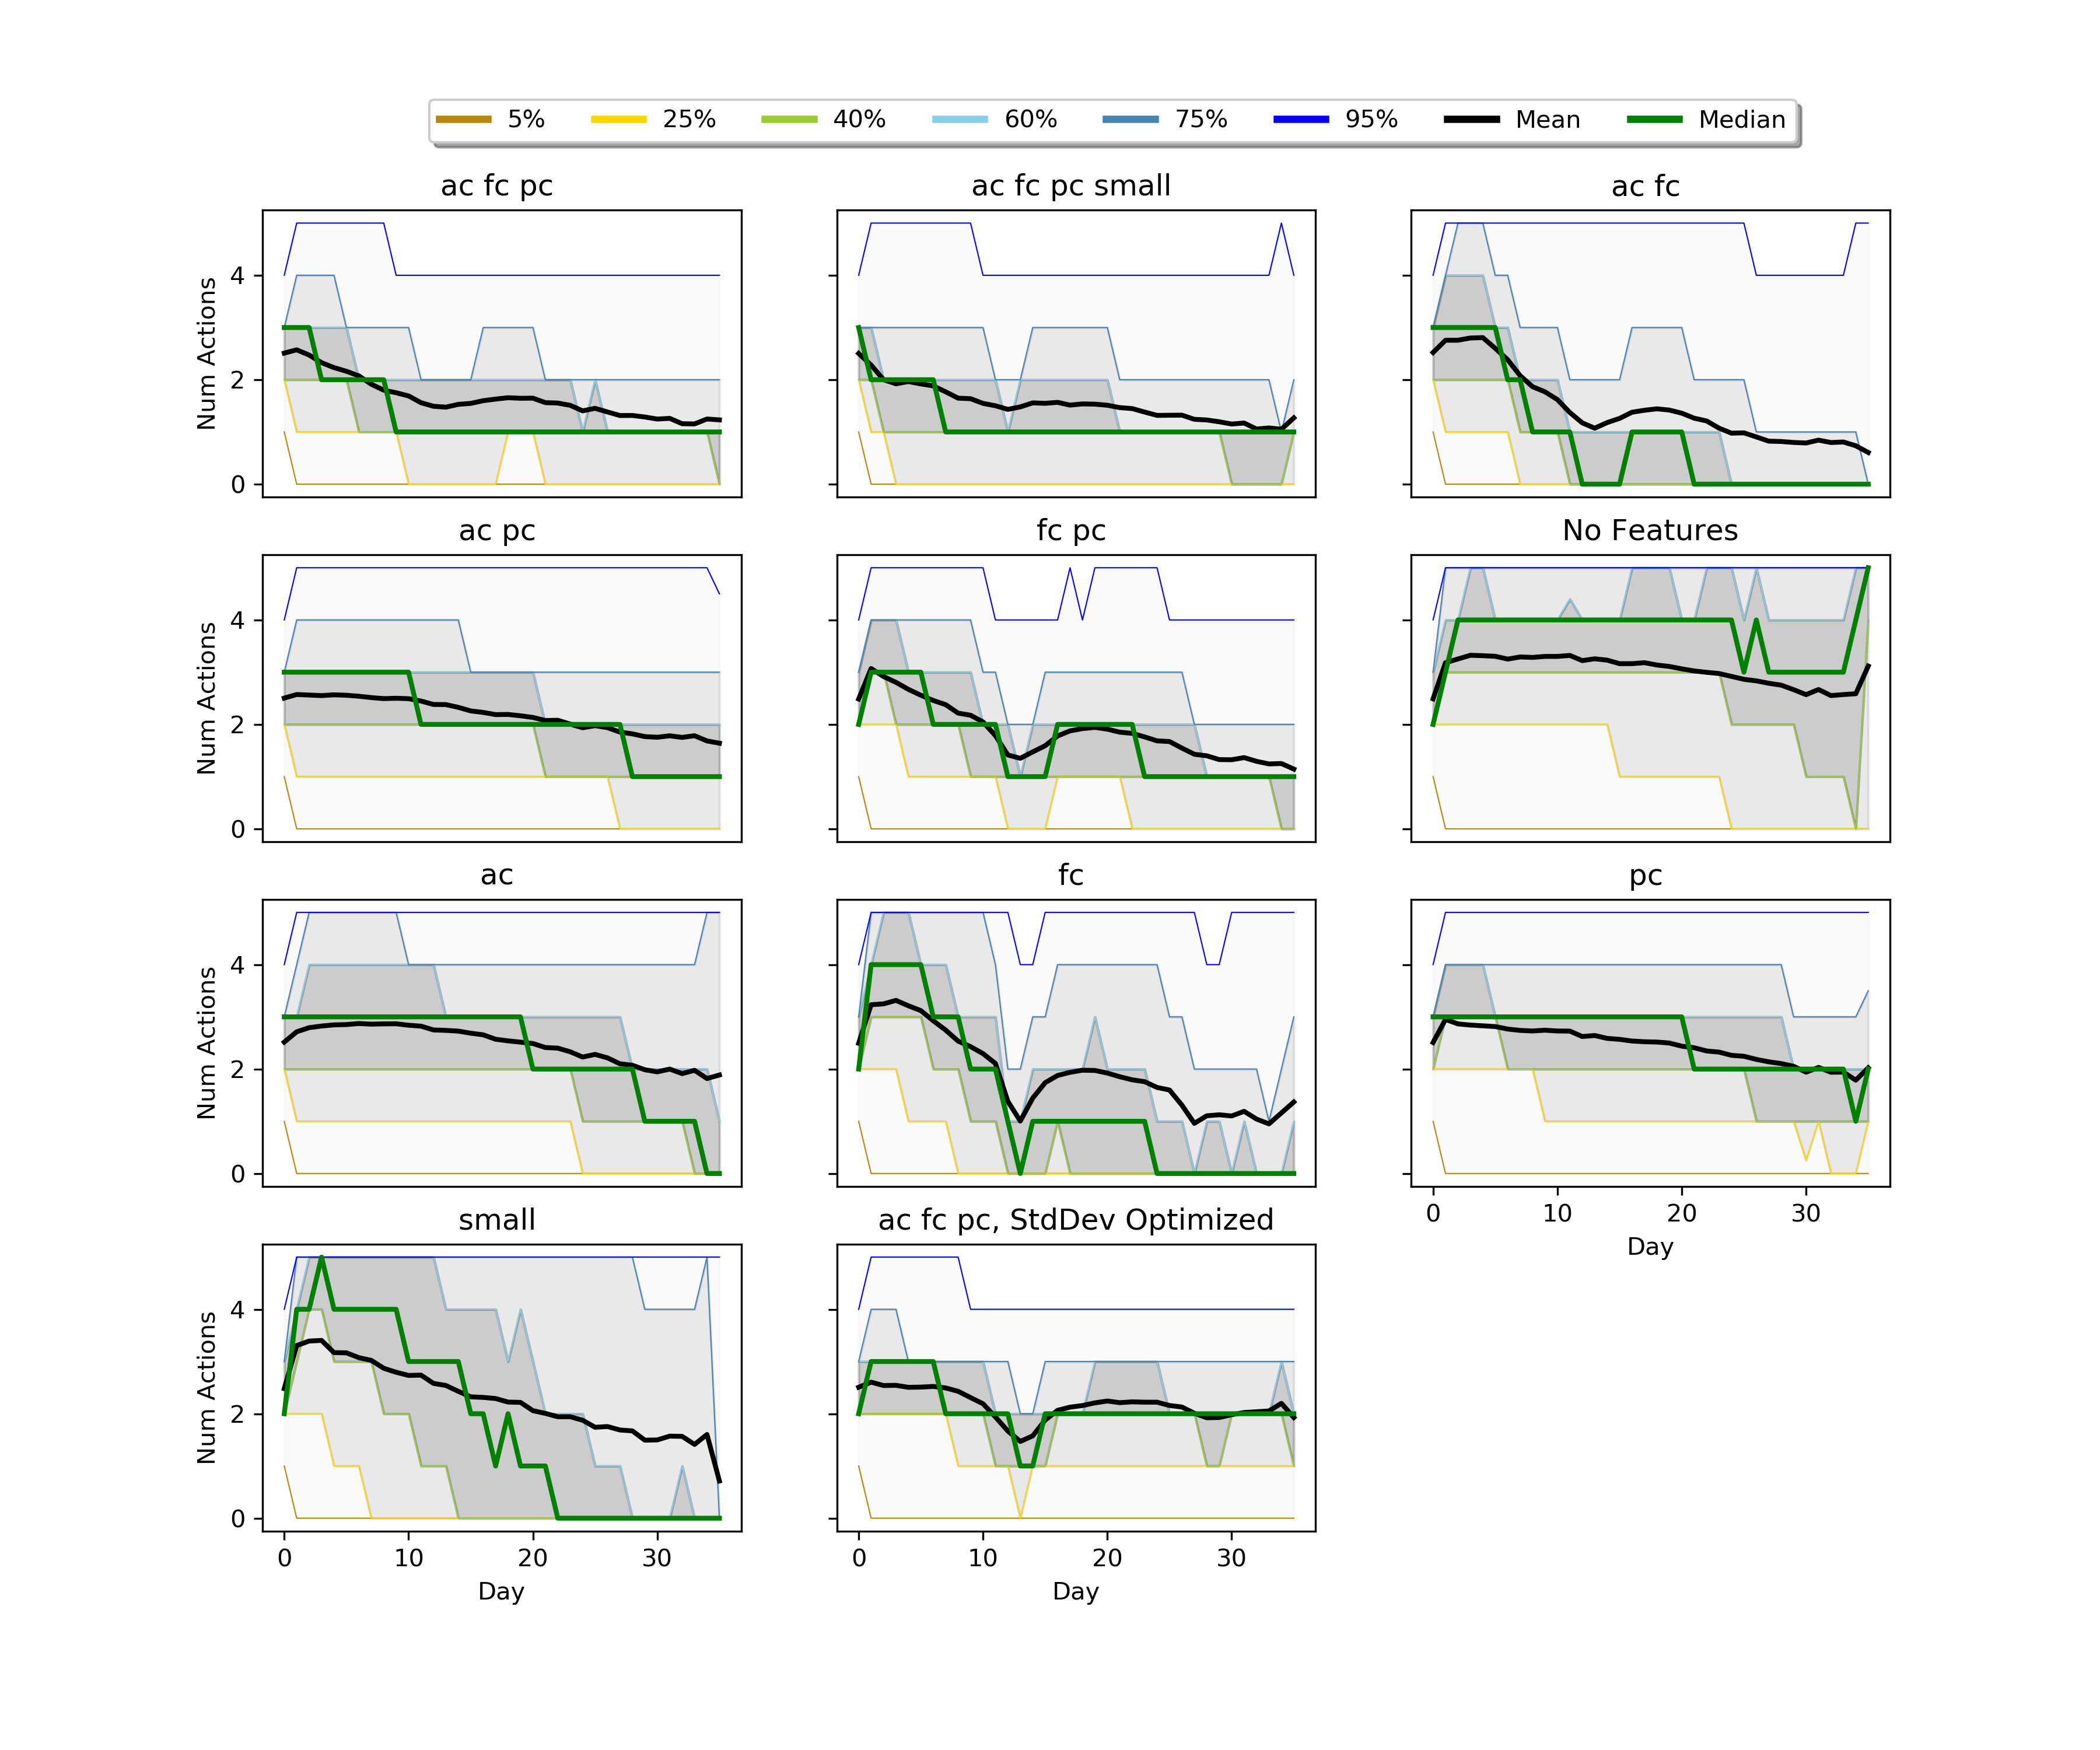 5% 25% 40% 60% 75% 95% Mean Median
ac fc pc
ac fc pc small
ac fc
4
2
0
Num Actions
ac pc
fc pc
No Features
4
2
0
Num Actions
ac
fc
pc
4
2
0
Num Actions
0 10 20 30
Day
small
ac fc pc, StdDev Optimized
4
2
0
Num Actions
0 10 20 30
Day
0 10 20 30
Day